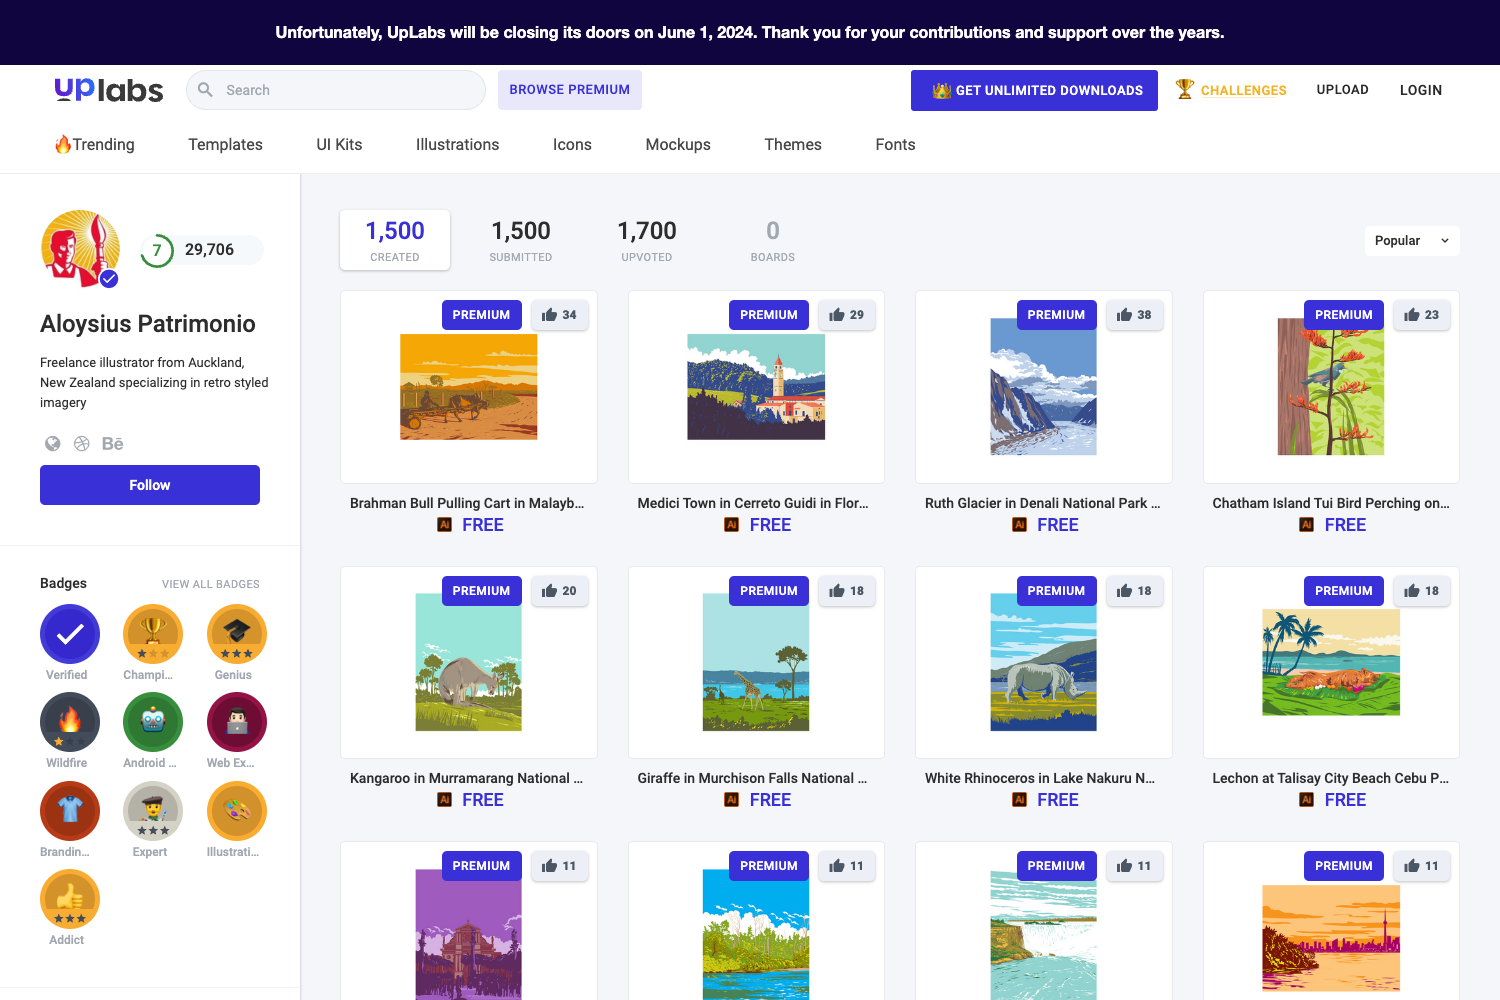 Unfortunately, UpLabs will be closing its doors on June 1, 2024. Thank you for your contributions and support over the years.
uplabs
Search
BROWSE PREMIUM
GET UNLIMITED DOWNLOADS
CHALLENGES
UPLOAD
LOGIN
Trending
Templates
UI Kits
Illustrations
Icons
Mockups
Themes
Fonts
7
29,706
Aloysius Patrimonio
Freelance illustrator from Auckland,
New Zealand specializing in retro styled
imagery
Bē
Follow
Badges
VIEW ALL BADGES
Verified
Champi...
Genius
Wildfire
Android ...
Web Ex...
Brandin...
Expert
Illustrati...
Addict
1,500
CREATED
1,500
SUBMITTED
1,700
UPVOTED
0
BOARDS
Popular
PREMIUM
34
Brahman Bull Pulling Cart in Malayb...
Ai FREE
PREMIUM
29
Medici Town in Cerreto Guidi in Flor...
Ai FREE
PREMIUM
38
Ruth Glacier in Denali National Park ...
Ai FREE
PREMIUM
23
Chatham Island Tui Bird Perching on...
Ai FREE
PREMIUM
20
Kangaroo in Murramarang National ...
Ai FREE
PREMIUM
18
Giraffe in Murchison Falls National ...
Ai FREE
PREMIUM
18
White Rhinoceros in Lake Nakuru N...
Ai FREE
PREMIUM
18
Lechon at Talisay City Beach Cebu P...
Ai FREE
PREMIUM
11
PREMIUM
11
PREMIUM
11
PREMIUM
11